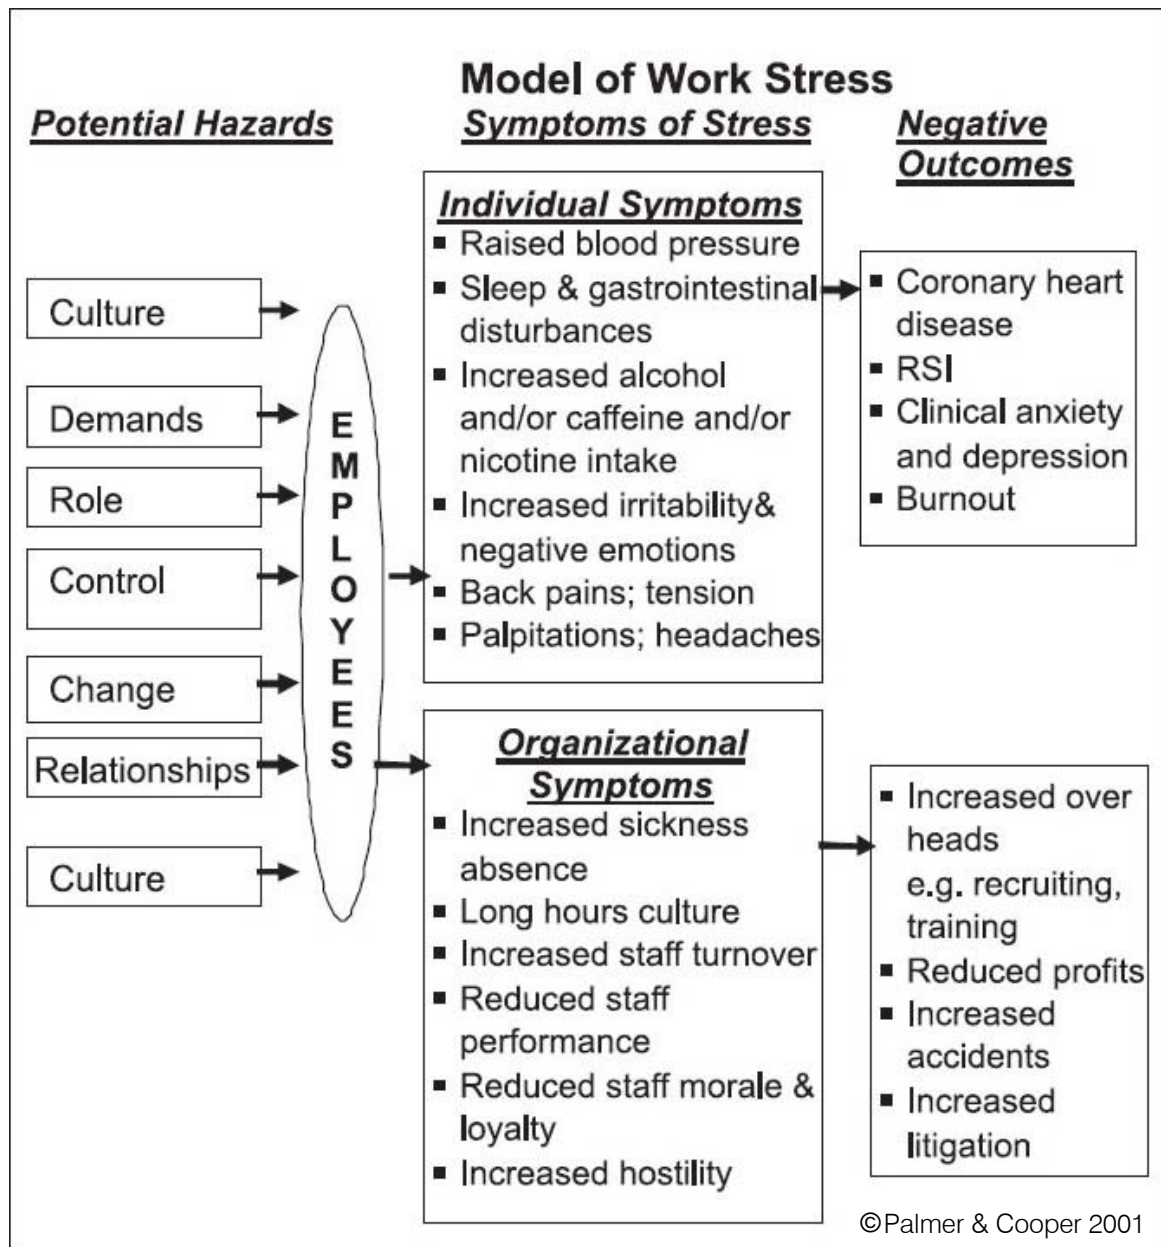 Model of Work Stress
Potential Hazards
Symptoms of Stress
Negative
Outcomes
Culture
Demands
Role
Control
Change
Relationships
Culture
EMPLOYEES
Individual Symptoms
▪ Raised blood pressure
▪ Sleep & gastrointestinal
disturbances
▪ Increased alcohol
and/or caffeine and/or
nicotine intake
▪ Increased irritability&
negative emotions
▪ Back pains; tension
▪ Palpitations; headaches
▪ Coronary heart
disease
▪ RSI
▪ Clinical anxiety
and depression
▪ Burnout
Organizational
Symptoms
▪ Increased sickness
absence
▪ Long hours culture
▪ Increased staff turnover
▪ Reduced staff
performance
▪ Reduced staff morale &
loyalty
▪ Increased hostility
▪ Increased over
heads
e.g. recruiting,
training
▪ Reduced profits
▪ Increased
accidents
▪ Increased
litigation
©Palmer & Cooper 2001